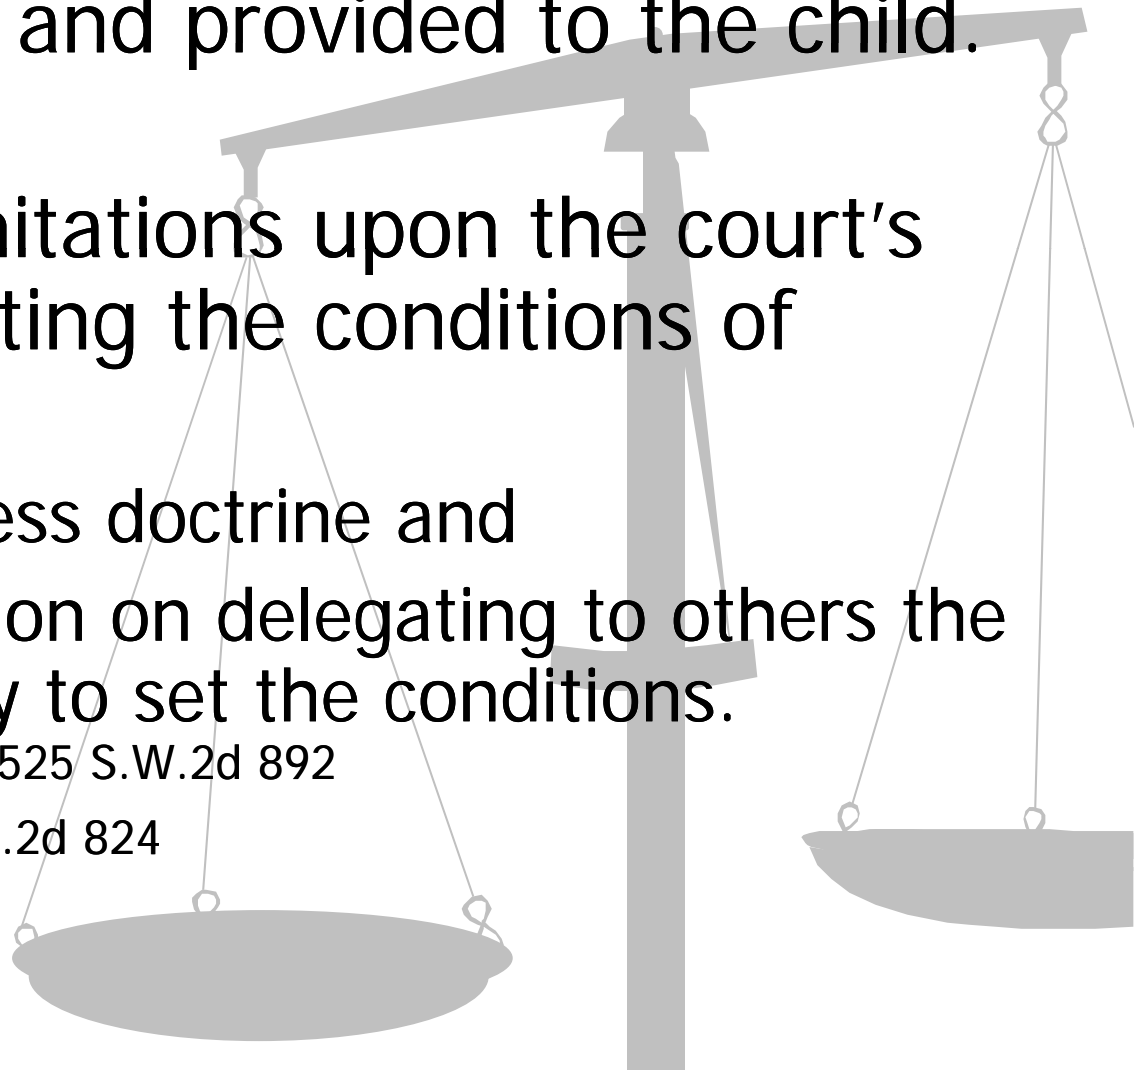 and provided to the child.
itations upon the court's
ting the conditions of
ess doctrine and
on on delegating to others the
y to set the conditions.
525 S.W.2d 892
.2d 824